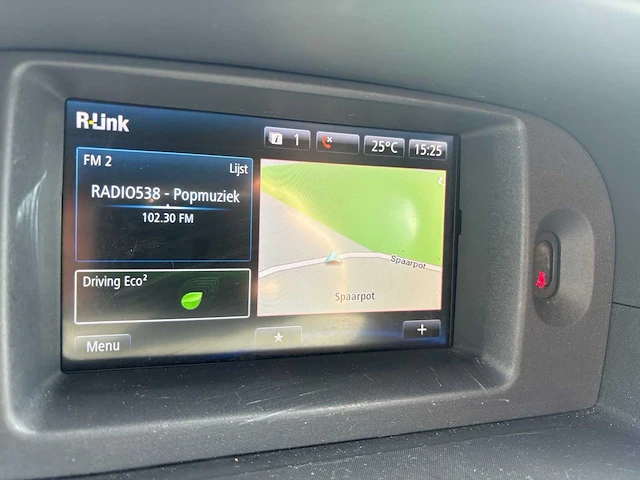 R-Link
1
25°C
15:25
FM 2
Lijst
RADIO538 - Popmuziek
102.30 FM
Driving Eco²
Spaarpot
Spaarpot
Menu
+